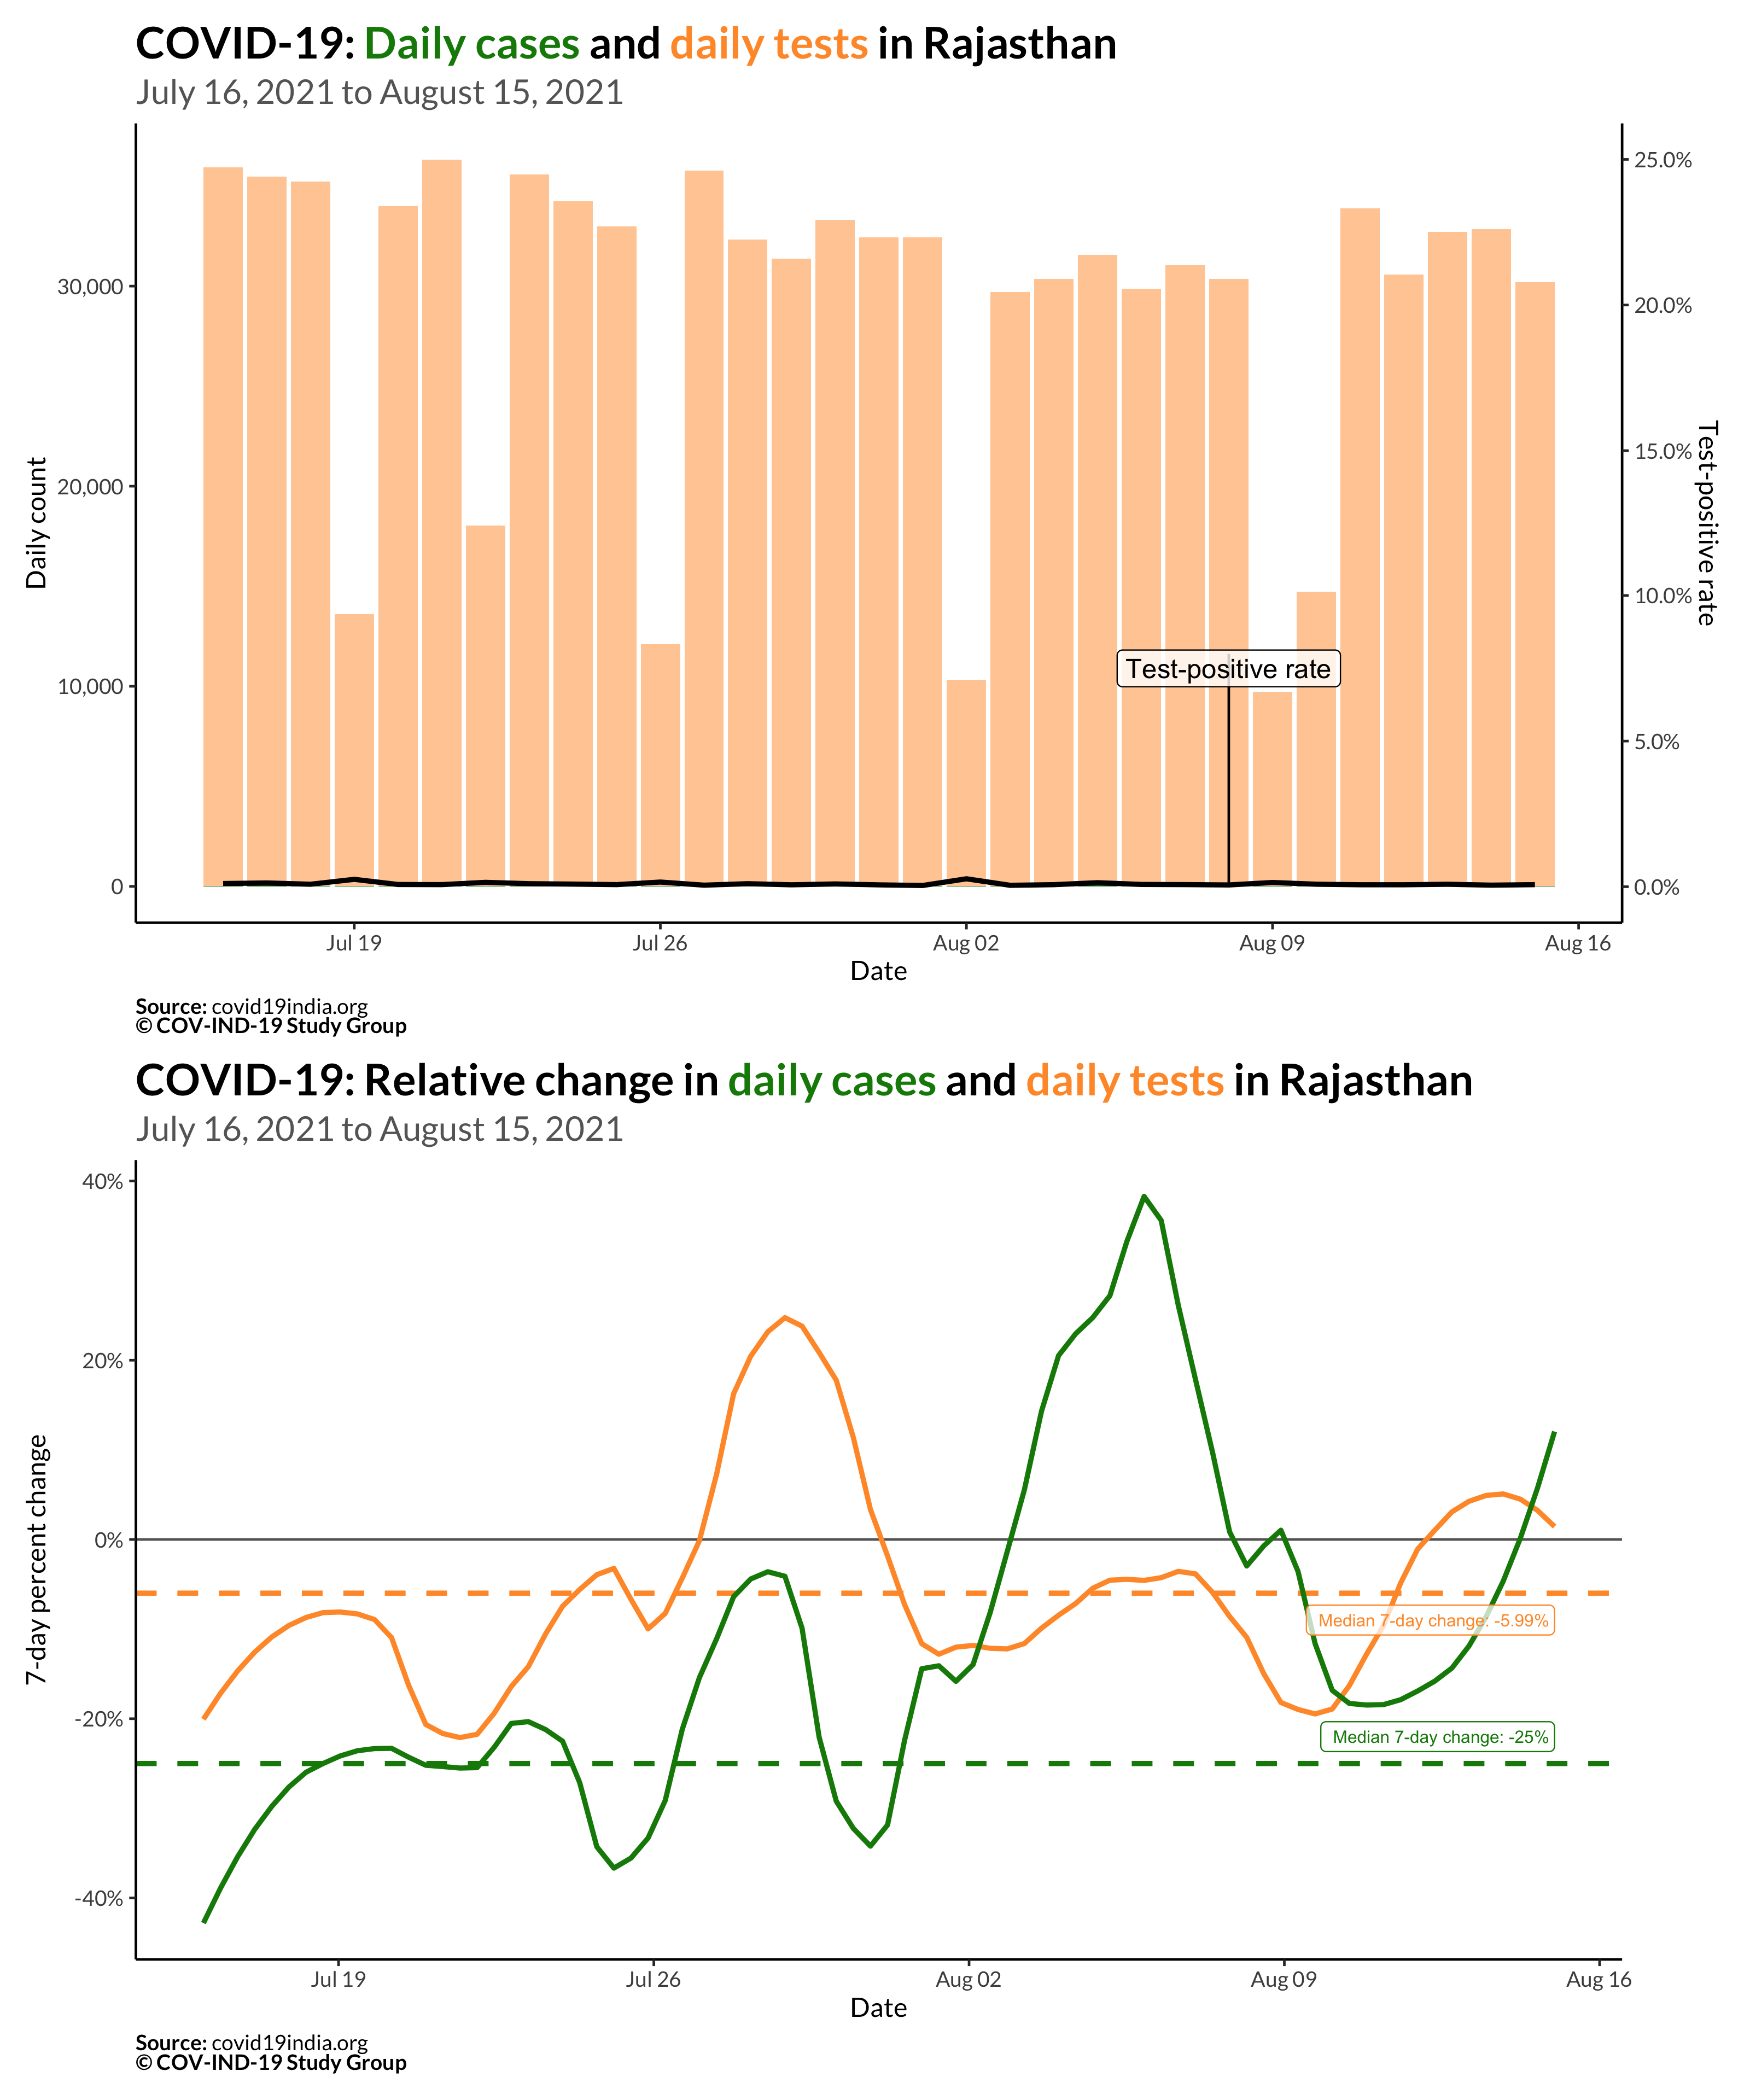 COVID-19: Daily cases and daily tests in Rajasthan
July 16, 2021 to August 15, 2021
Daily count
30,000
20,000
10,000
0
25.0%
20.0%
15.0%
10.0%
5.0%
0.0%
Test-positive rate
Test-positive rate
Jul 19
Jul 26
Aug 02
Aug 09
Aug 16
Date
Source: covid19india.org
© COV-IND-19 Study Group
COVID-19: Relative change in daily cases and daily tests in Rajasthan
July 16, 2021 to August 15, 2021
7-day percent change
40%
20%
0%
-20%
-40%
Median 7-day change: -5.99%
Median 7-day change: -25%
Jul 19
Jul 26
Aug 02
Aug 09
Aug 16
Date
Source: covid19india.org
© COV-IND-19 Study Group